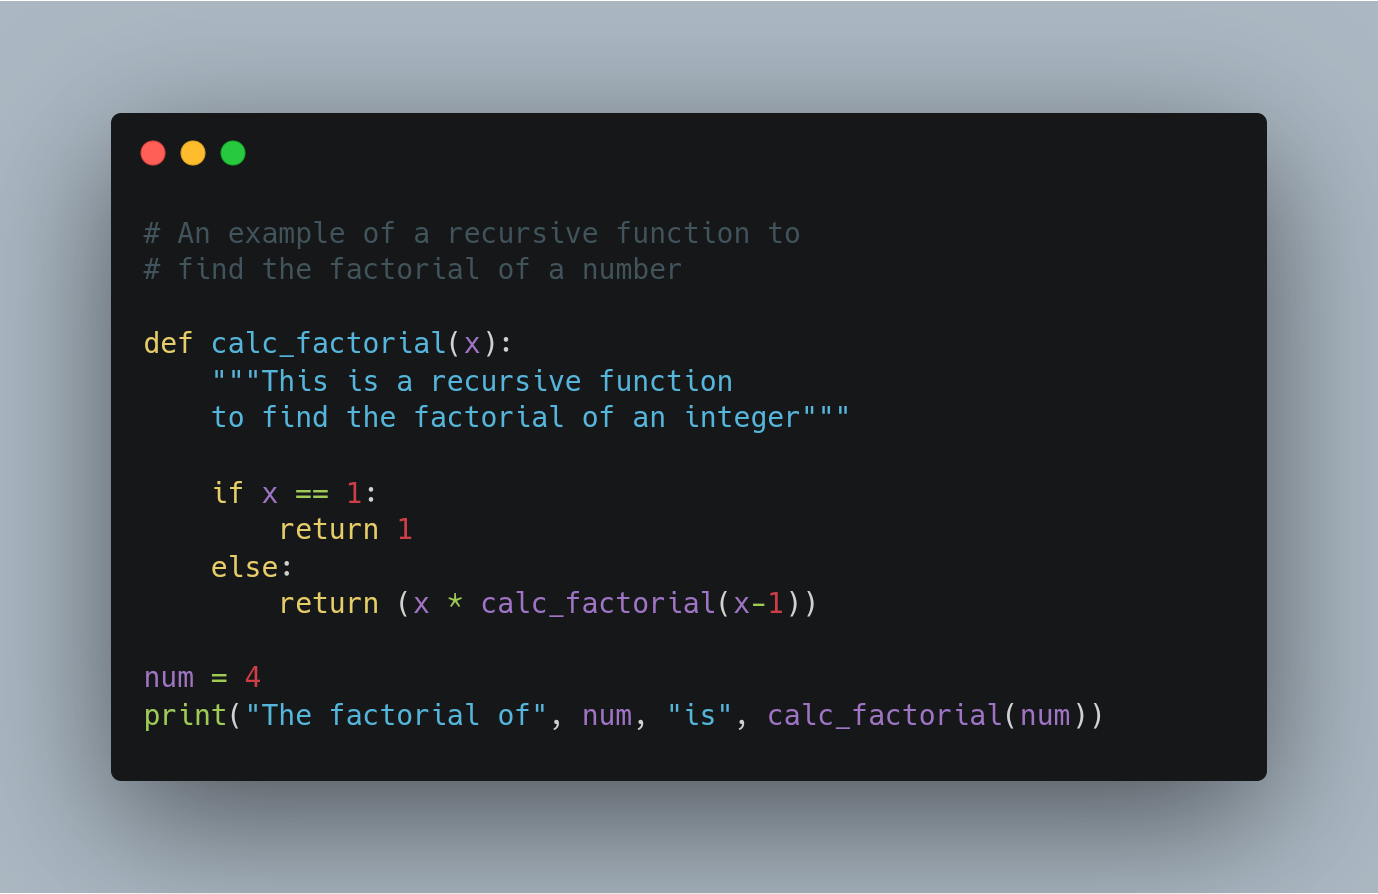 # An example of a recursive function to
# find the factorial of a number

def calc_factorial(x):
    """This is a recursive function
    to find the factorial of an integer"""

    if x == 1:
        return 1
    else:
        return (x * calc_factorial(x-1))

num = 4
print("The factorial of", num, "is", calc_factorial(num))